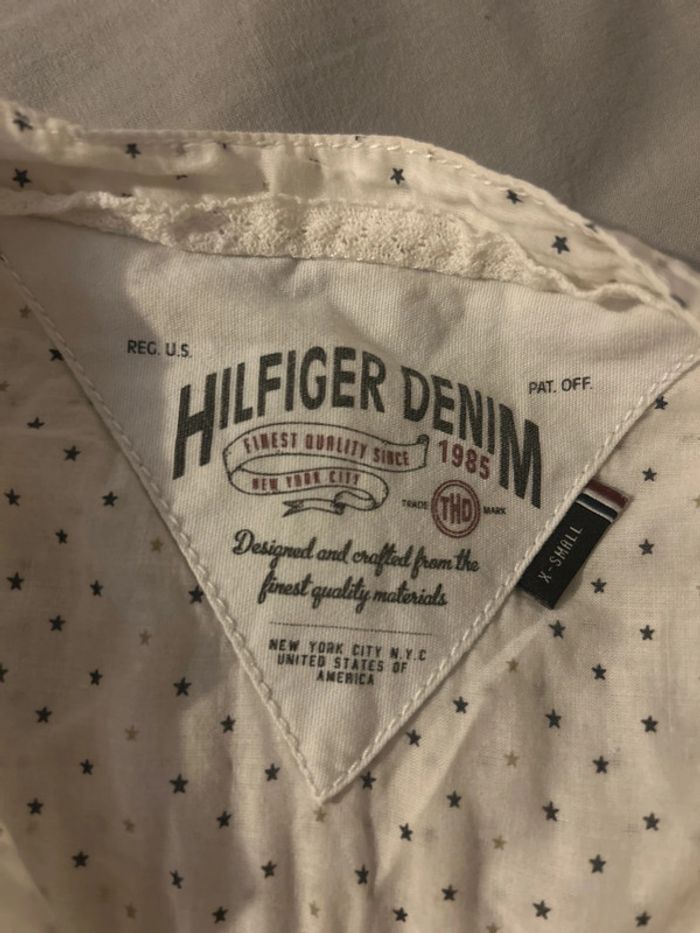 REG. U.S.
PAT. OFF.
HILFIGER DENIM
FINEST QUALITY SINCE
1985
NEW YORK CITY
TRADE THD MARK
Designed and crafted from the
finest quality materials
NEW YORK CITY N.Y.C
UNITED STATES OF
AMERICA
X-SMALL